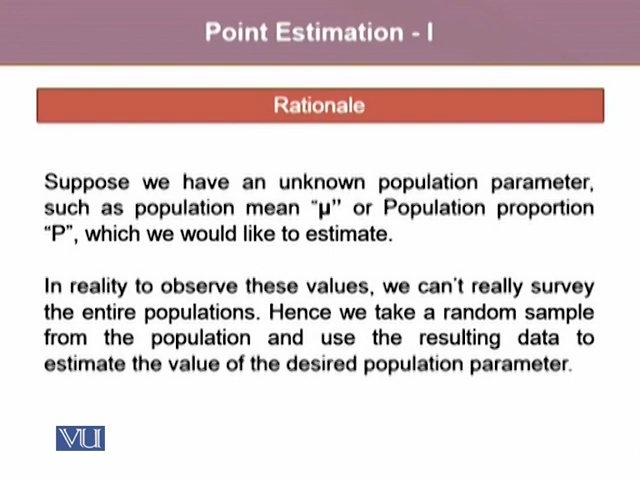 Point Estimation - I
Rationale
Suppose we have an unknown population parameter,
such as population mean “µ” or Population proportion
“P”, which we would like to estimate.
In reality to observe these values, we can't really survey
the entire populations. Hence we take a random sample
from the population and use the resulting data to
estimate the value of the desired population parameter.
VU